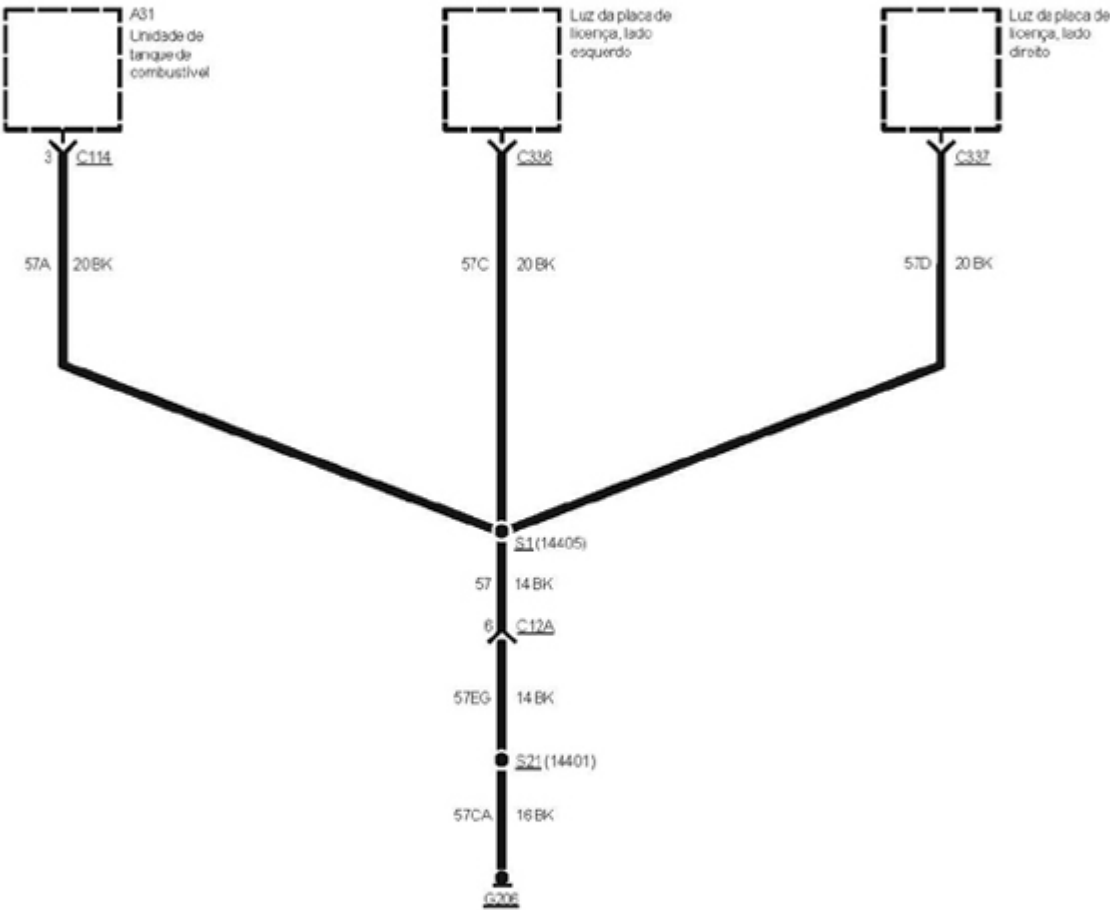 A31
Unidade de
tanque de
combustível
Luz da placa de
licença, lado
esquerdo
Luz da placa de
licença, lado
direito
3 C114
C336
C337
57A 20 BK
57C 20 BK
57D 20 BK
S1 (14405)
57 14 BK
6 C12A
57EG 14 BK
S21 (14401)
57CA 16 BK
G206